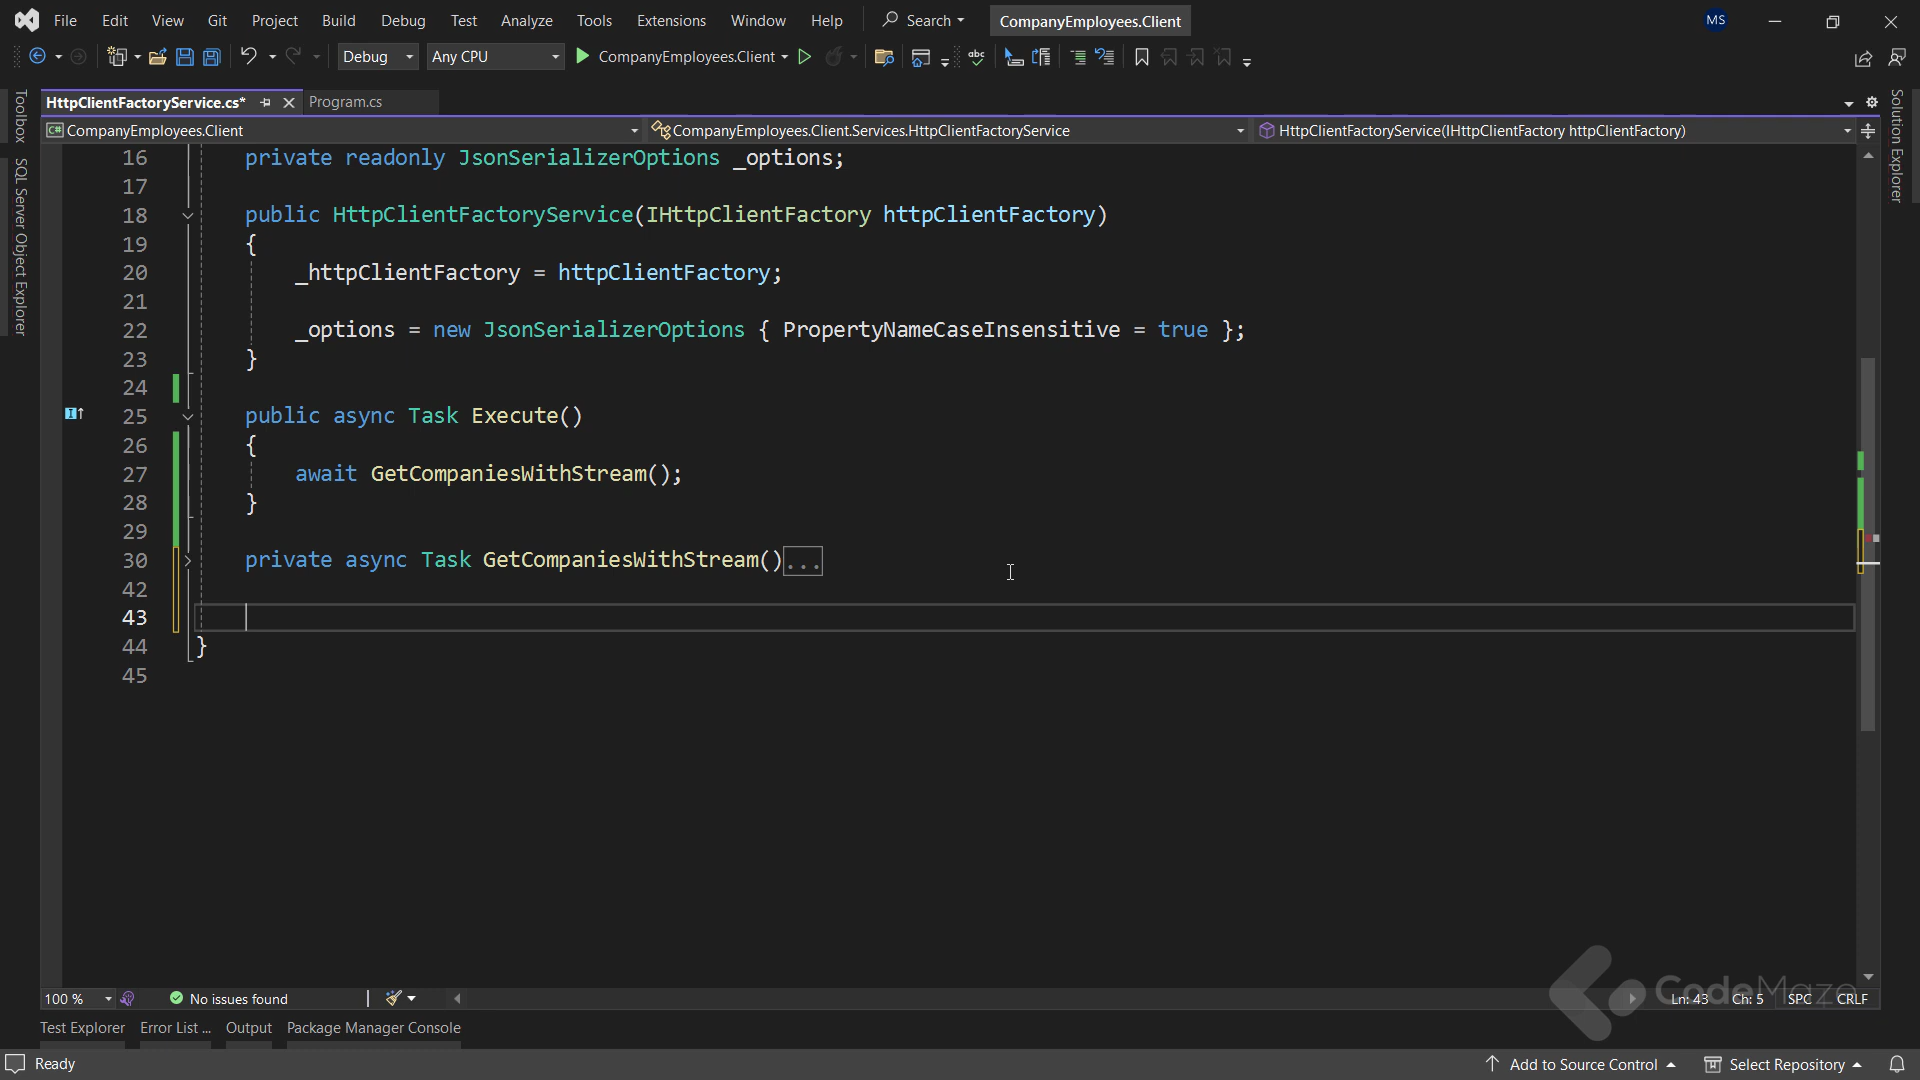 File Edit View Git Project Build Debug Test Analyze Tools Extensions Window Help Search CompanyEmployees.Client MS
Debug Any CPU CompanyEmployees.Client
HttpClientFactoryService.cs* Program.cs
CompanyEmployees.Client CompanyEmployees.Client.Services.HttpClientFactoryService HttpClientFactoryService(IHttpClientFactory httpClientFactory)
Toolbox
SQL Server Object Explorer
Solution Explorer
16 private readonly JsonSerializerOptions _options;
17
18 public HttpClientFactoryService(IHttpClientFactory httpClientFactory)
19 {
20 _httpClientFactory = httpClientFactory;
21
22 _options = new JsonSerializerOptions { PropertyNameCaseInsensitive = true };
23 }
24
25 public async Task Execute()
26 {
27 await GetCompaniesWithStream();
28 }
29
30 private async Task GetCompaniesWithStream()...
42
43
44 }
45
100 % No issues found Ln: 43 Ch: 5 SPC CRLF
CodeMaze
Test Explorer Error List ... Output Package Manager Console
Ready Add to Source Control Select Repository